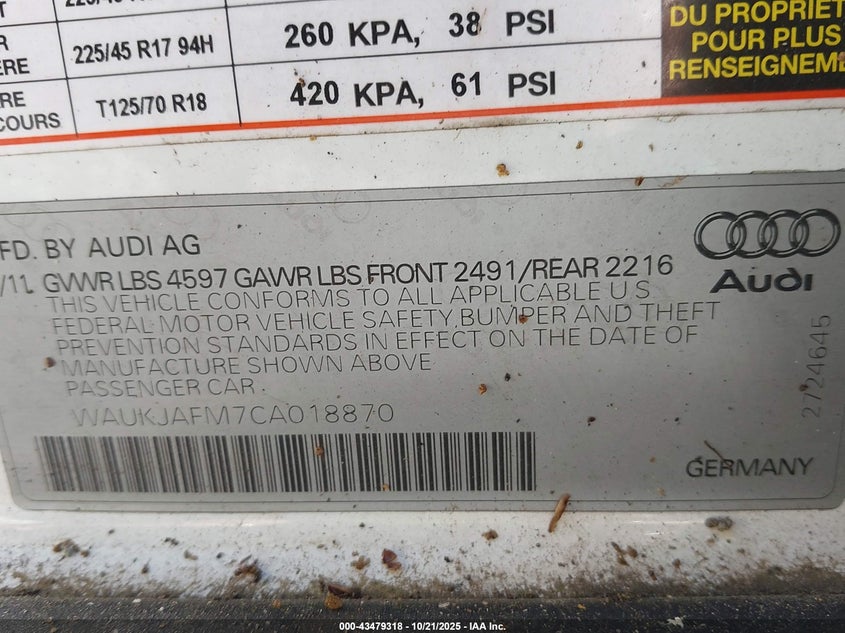 225/45 R17 94H
260 KPA, 38 PSI
T125/70 R18
420 KPA, 61 PSI
COURS
DU PROPRIÉT
POUR PLUS
RENSEIGNEM
FD. BY AUDI AG
/11 GVWR LBS 4597 GAWR LBS FRONT 2491/REAR 2216
THIS VEHICLE CONFORMS TO ALL APPLICABLE U S
FEDERAL MOTOR VEHICLE SAFETY, BUMPER AND THEFT
PREVENTION STANDARDS IN EFFECT ON THE DATE OF
MANUFACTURE SHOWN ABOVE
PASSENGER CAR
WAUKJAFM7CA018870
Audi
2724645
GERMANY
000-43479318 - 10/21/2025 - IAA Inc.